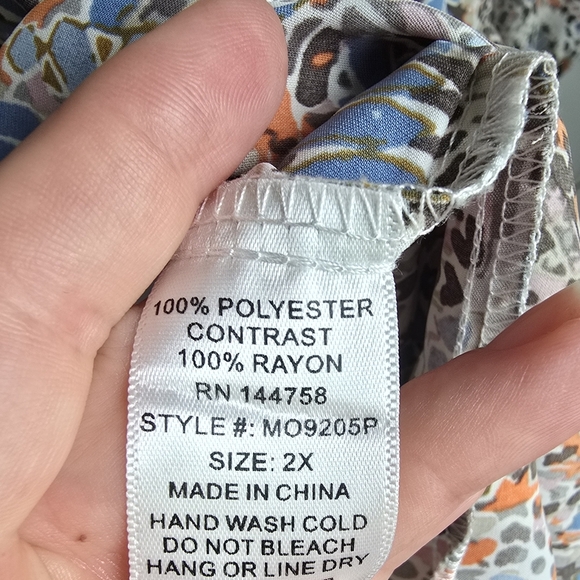 100% POLYESTER
CONTRAST
100% RAYON
RN 144758
STYLE #: MO9205P
SIZE: 2X
MADE IN CHINA
HAND WASH COLD
DO NOT BLEACH
HANG OR LINE DRY